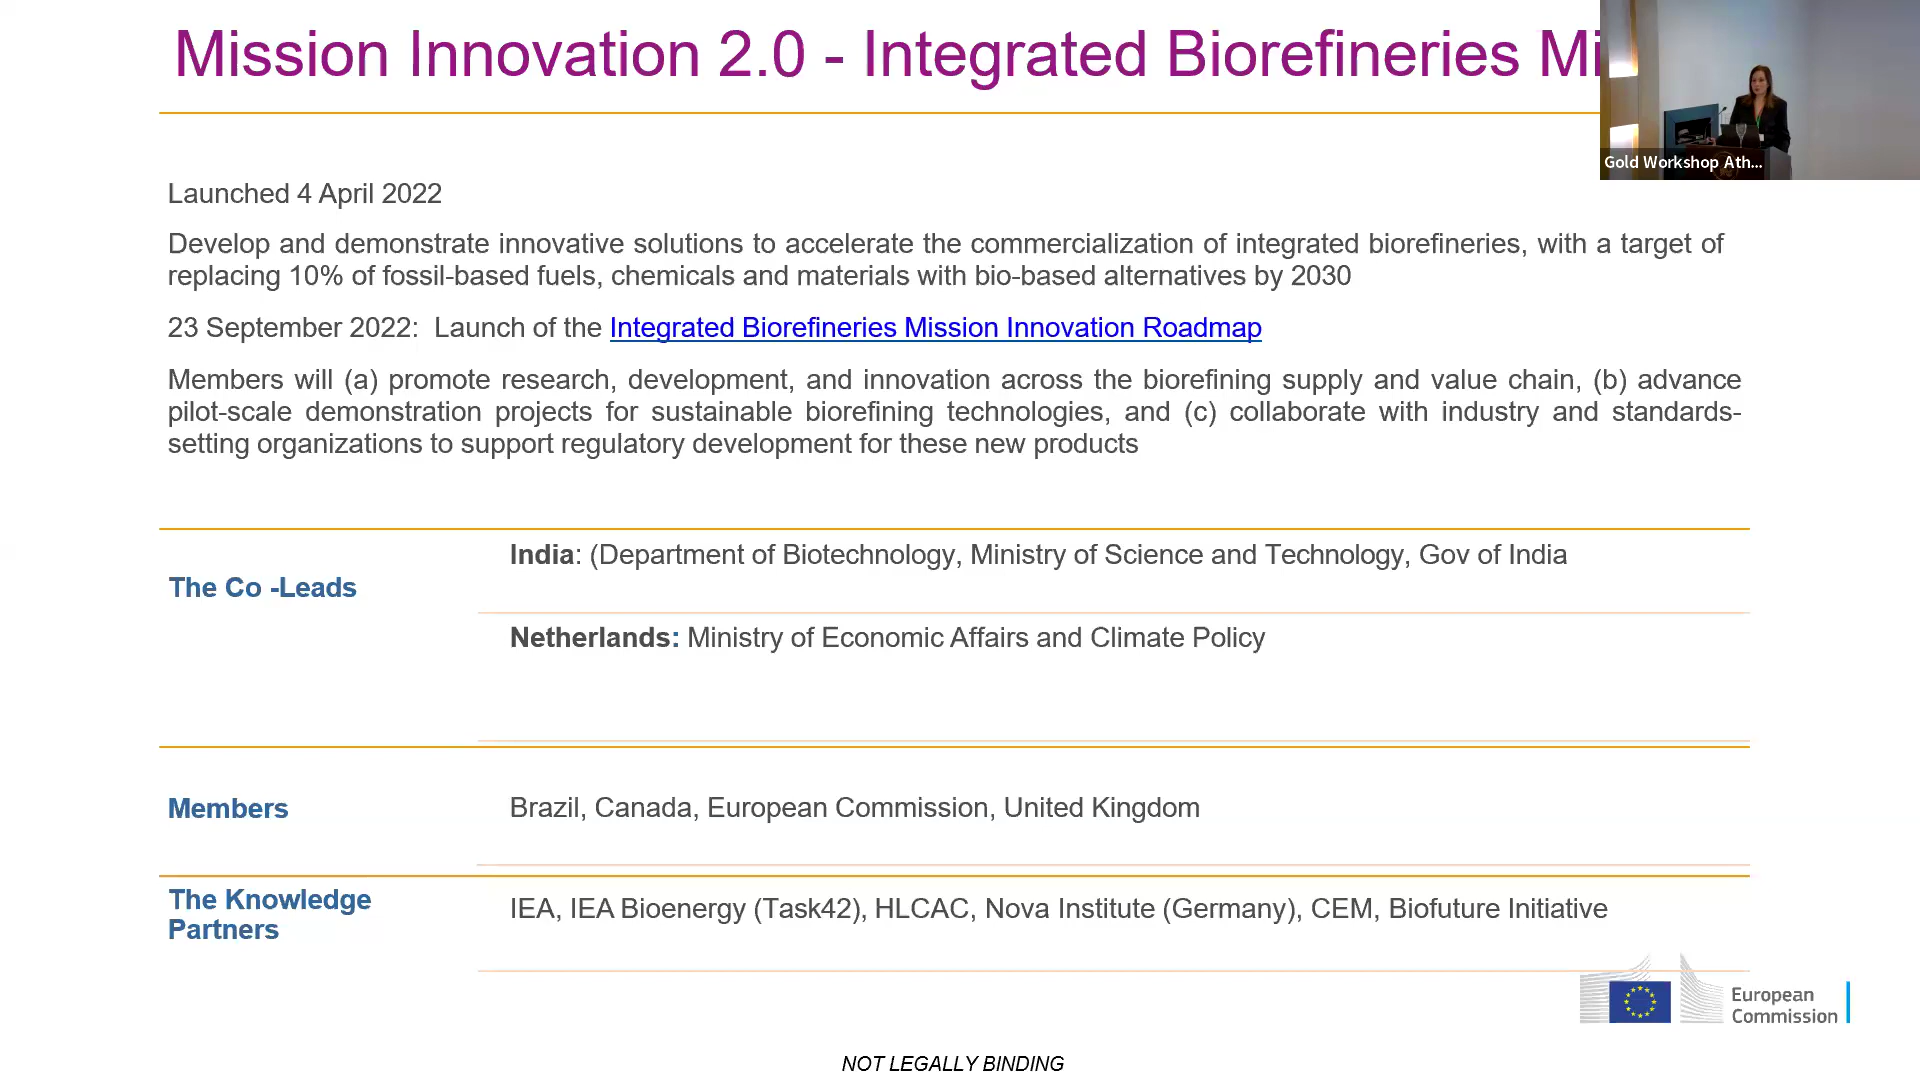 Mission Innovation 2.0 - Integrated Biorefineries Mi
Gold Workshop Ath...
Launched 4 April 2022
Develop and demonstrate innovative solutions to accelerate the commercialization of integrated biorefineries, with a target of
replacing 10% of fossil-based fuels, chemicals and materials with bio-based alternatives by 2030
23 September 2022: Launch of the Integrated Biorefineries Mission Innovation Roadmap
Members will (a) promote research, development, and innovation across the biorefining supply and value chain, (b) advance
pilot-scale demonstration projects for sustainable biorefining technologies, and (c) collaborate with industry and standards-
setting organizations to support regulatory development for these new products
The Co -Leads
India: (Department of Biotechnology, Ministry of Science and Technology, Gov of India
Netherlands: Ministry of Economic Affairs and Climate Policy
Members
Brazil, Canada, European Commission, United Kingdom
The Knowledge
Partners
IEA, IEA Bioenergy (Task42), HLCAC, Nova Institute (Germany), CEM, Biofuture Initiative
European
Commission
NOT LEGALLY BINDING